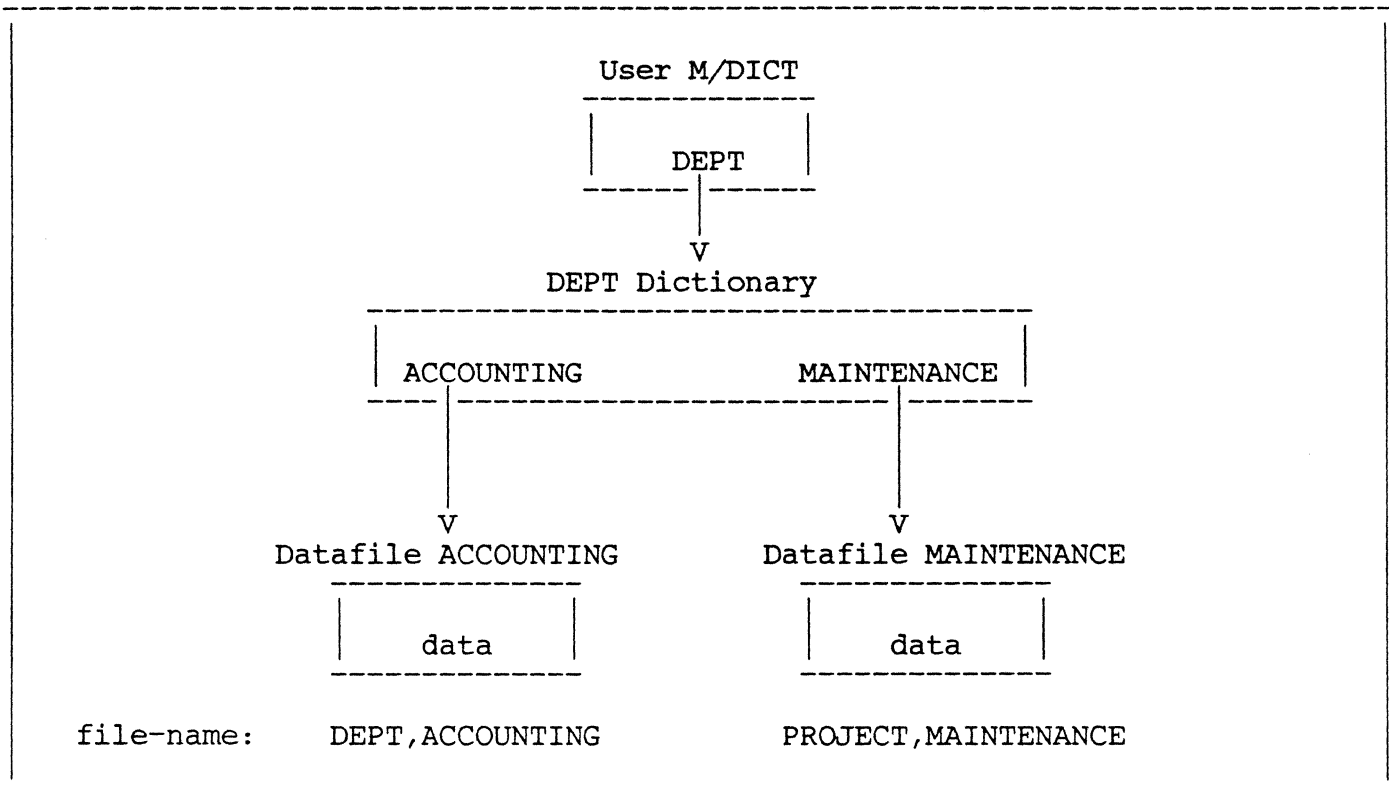 User M/DICT
DEPT
V
DEPT Dictionary
ACCOUNTING MAINTENANCE
V V
Datafile ACCOUNTING Datafile MAINTENANCE
data data
file-name: DEPT,ACCOUNTING PROJECT,MAINTENANCE